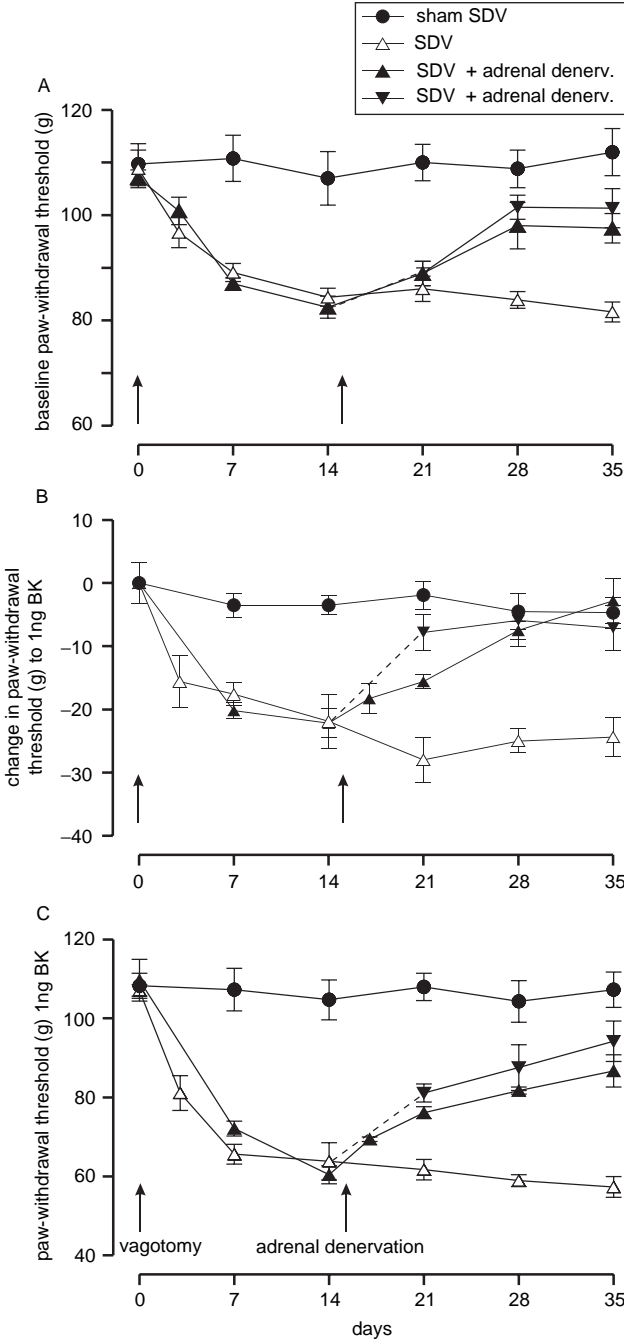 sham SDV
SDV
SDV + adrenal denerv.
SDV + adrenal denerv.
A
120
100
80
60
baseline paw-withdrawal threshold (g)
0 7 14 21 28 35
B
10
0
−10
−20
−30
−40
change in paw-withdrawal
threshold (g) to 1ng BK
0 7 14 21 28 35
C
120
100
80
60
40
paw-withdrawal threshold (g) 1ng BK
vagotomy adrenal denervation
0 7 14 21 28 35
days